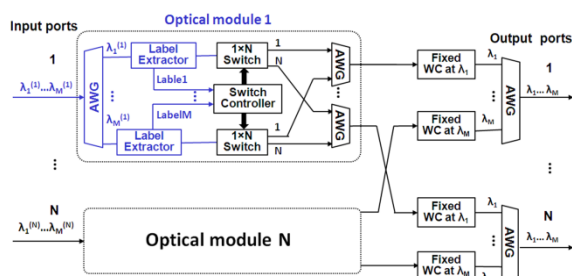 Input ports
Optical module 1
Output ports
1
λ1(1)...λM(1)
AWG
λ1(1)
...
λM(1)
Label Extractor
Lable1
...
LabelM
Label Extractor
1×N Switch
Switch Controller
1×N Switch
1
N
1
N
AWG
...
AWG
Fixed WC at λ1
λ1
...
Fixed WC at λM
λM
AWG
1
λ1... λM
...
...
N
λ1(N)...λM(N)
Optical module N
Fixed WC at λ1
λ1
...
Fixed WC at λM
AWG
N
λ1... λM